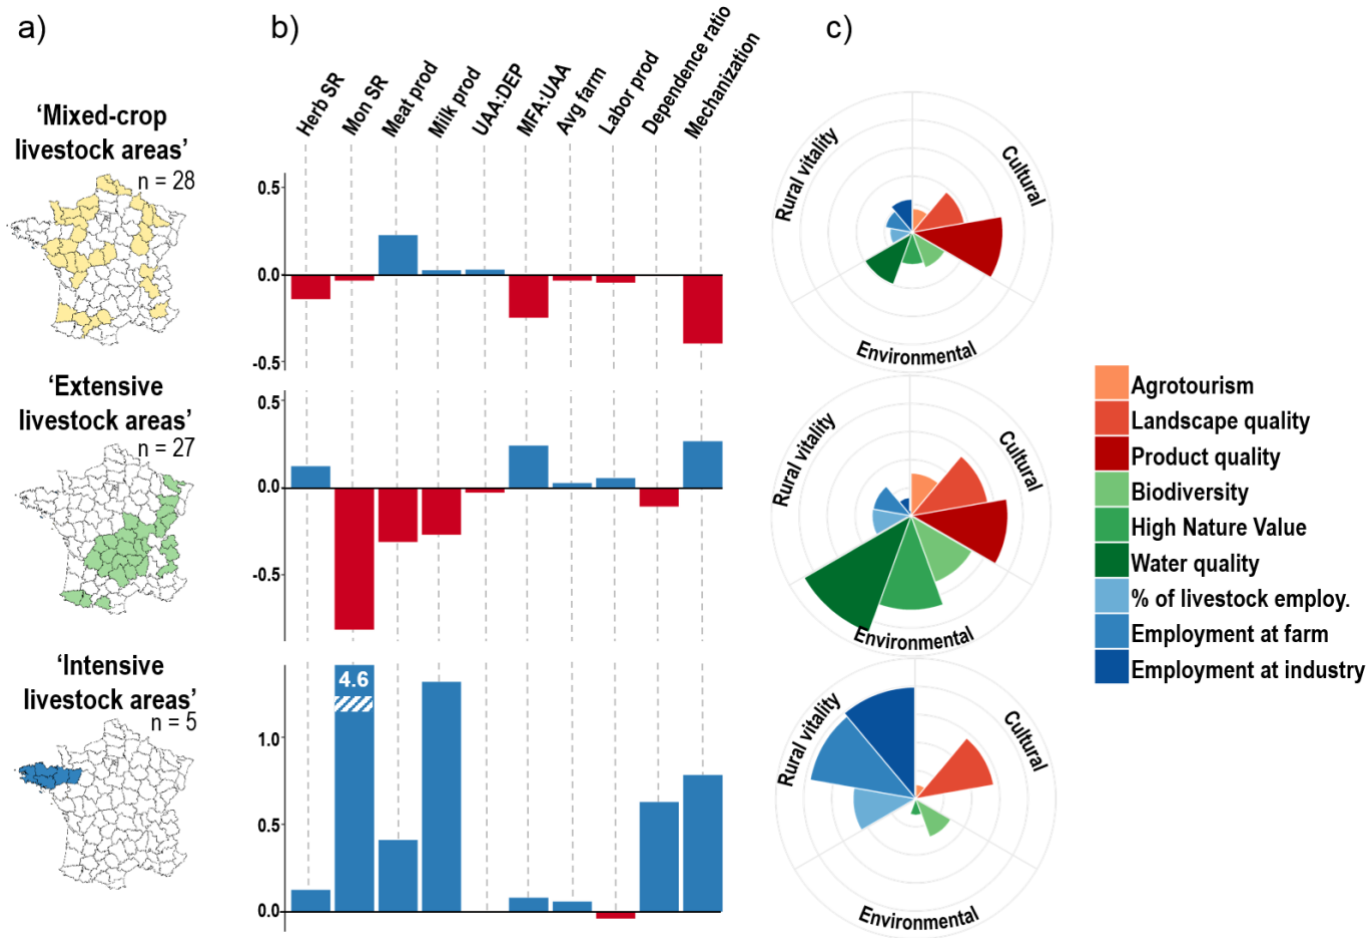 a)
b)
c)
Herb SR
Mon SR
Meat prod
Milk prod
UAA:DEP
MFA:UAA
Avg farm
Labor prod
Dependence ratio
Mechanization
‘Mixed-crop
livestock areas’
n = 28
0.5
0.0
-0.5
Rural vitality
Cultural
Environmental
‘Extensive
livestock areas’
n = 27
0.5
0.0
-0.5
Rural vitality
Cultural
Environmental
‘Intensive
livestock areas’
n = 5
4.6
1.0
0.5
0.0
Rural vitality
Cultural
Environmental
Agrotourism
Landscape quality
Product quality
Biodiversity
High Nature Value
Water quality
% of livestock employ.
Employment at farm
Employment at industry